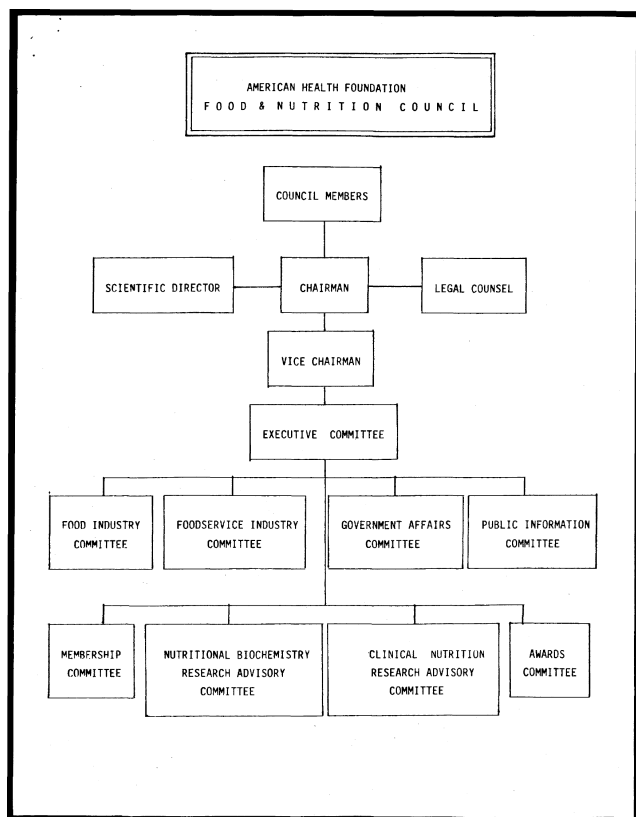 AMERICAN HEALTH FOUNDATION
FOOD & NUTRITION COUNCIL
COUNCIL MEMBERS
SCIENTIFIC DIRECTOR
CHAIRMAN
LEGAL COUNSEL
VICE CHAIRMAN
EXECUTIVE COMMITTEE
FOOD INDUSTRY
COMMITTEE
FOODSERVICE INDUSTRY
COMMITTEE
GOVERNMENT AFFAIRS
COMMITTEE
PUBLIC INFORMATION
COMMITTEE
MEMBERSHIP
COMMITTEE
NUTRITIONAL BIOCHEMISTRY
RESEARCH ADVISORY
COMMITTEE
CLINICAL NUTRITION
RESEARCH ADVISORY
COMMITTEE
AWARDS
COMMITTEE